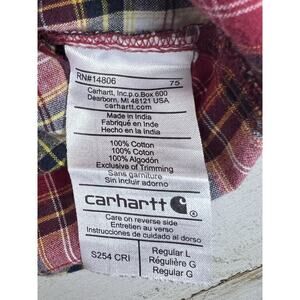 RN#14806 75
Carhartt, Inc.p.o.Box 600
Dearborn, MI 48121 USA
carhartt.com
Made in India
Fabriqué en Inde
Hecho en la India
100% Cotton
100% Cotton
100% Algodón
Exclusive of Trimming
Sans garniture
Sin incluir adorno
carhartt
Care on reverse side
Entretien au verso
Instrucciones de cuidado al dorso
S254 CRI
Regular L
Régulière G
Regular G